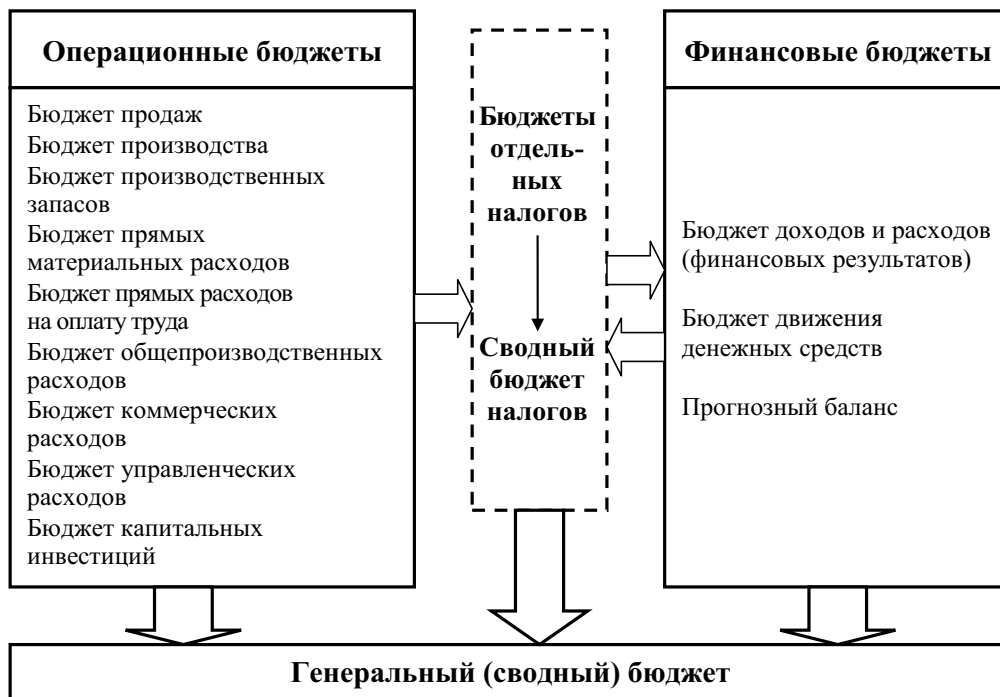 Операционные бюджеты
Бюджет продаж
Бюджет производства
Бюджет производственных
запасов
Бюджет прямых
материальных расходов
Бюджет прямых расходов
на оплату труда
Бюджет общепроизводственных
расходов
Бюджет коммерческих
расходов
Бюджет управленческих
расходов
Бюджет капитальных
инвестиций
Бюджеты
отдель-
ных
налогов
Сводный
бюджет
налогов
Финансовые бюджеты
Бюджет доходов и расходов
(финансовых результатов)
Бюджет движения
денежных средств
Прогнозный баланс
Генеральный (сводный) бюджет